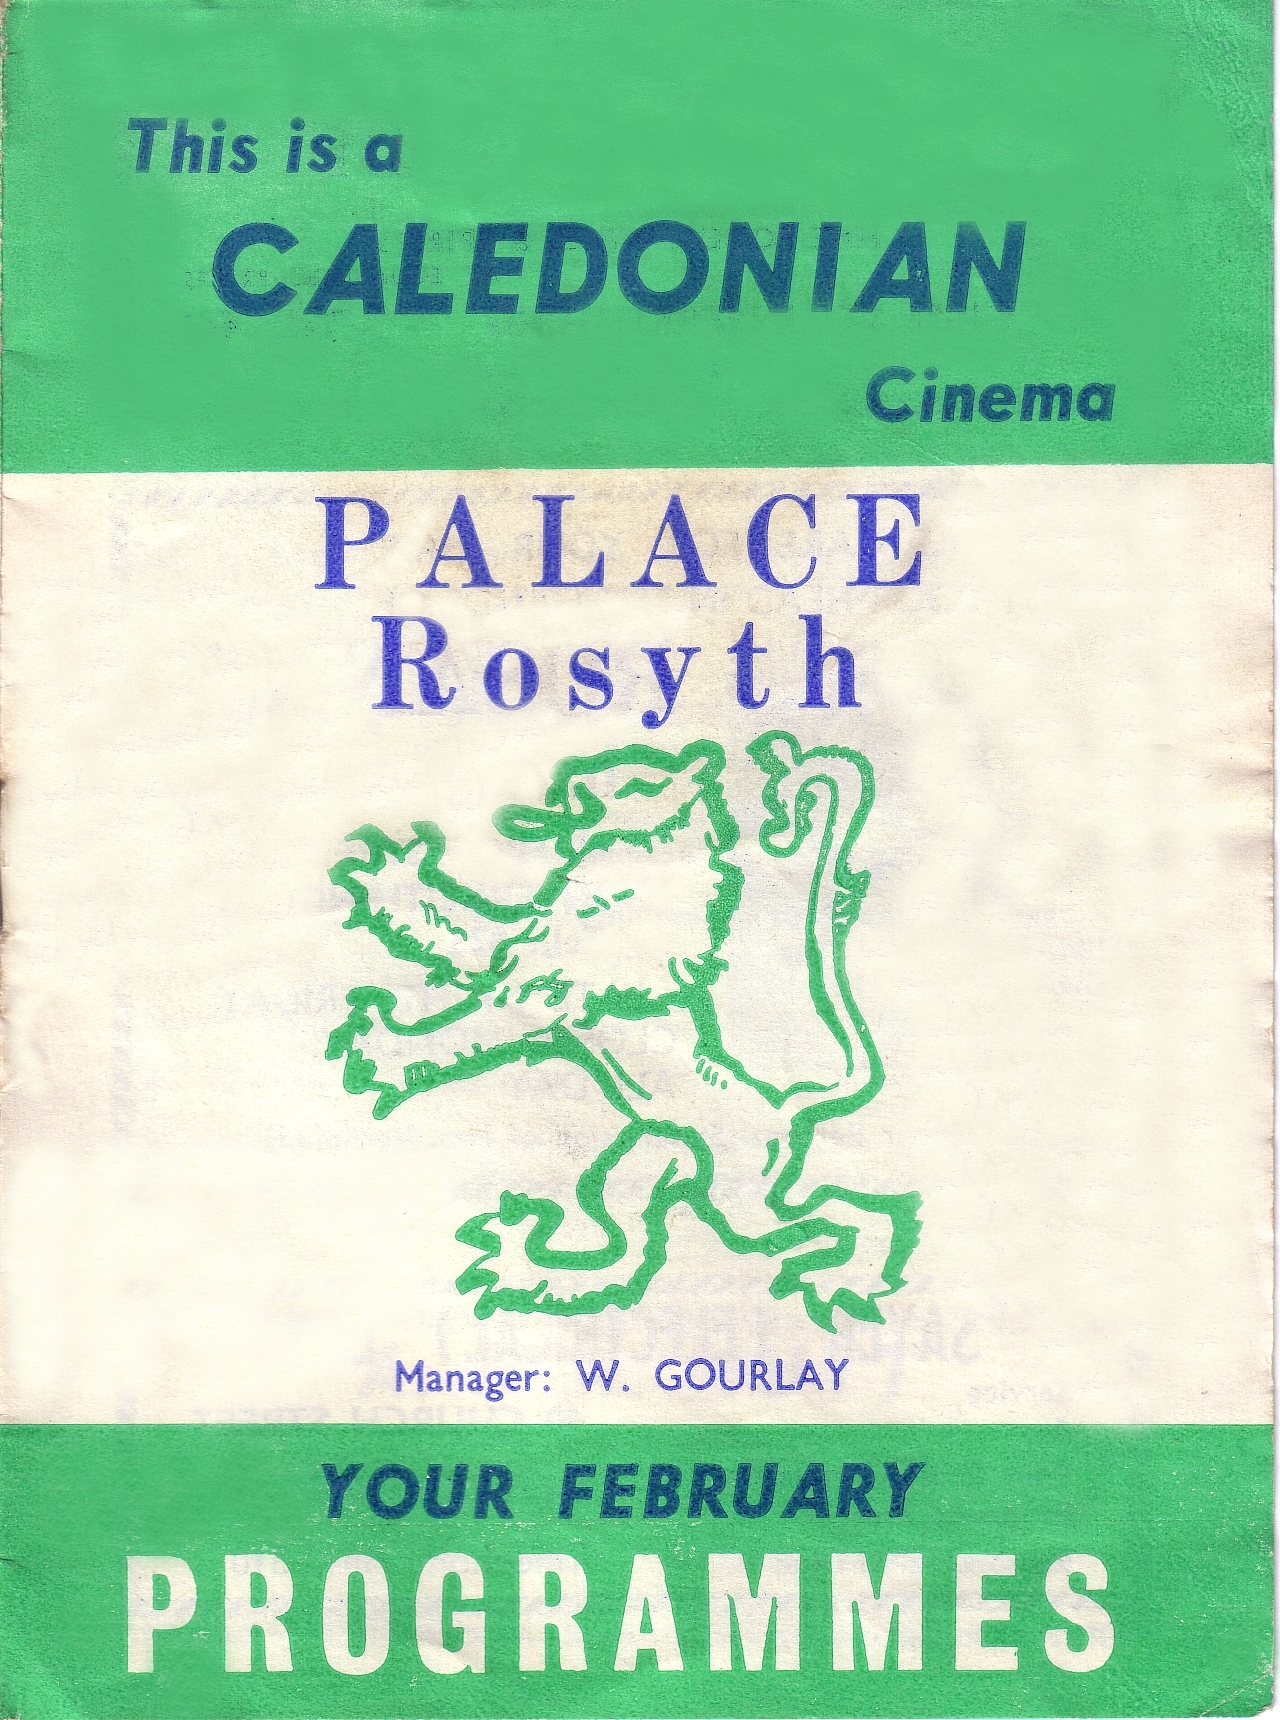 This is a
CALEDONIAN
Cinema
PALACE
Rosyth
Manager: W. GOURLAY
YOUR FEBRUARY
PROGRAMMES